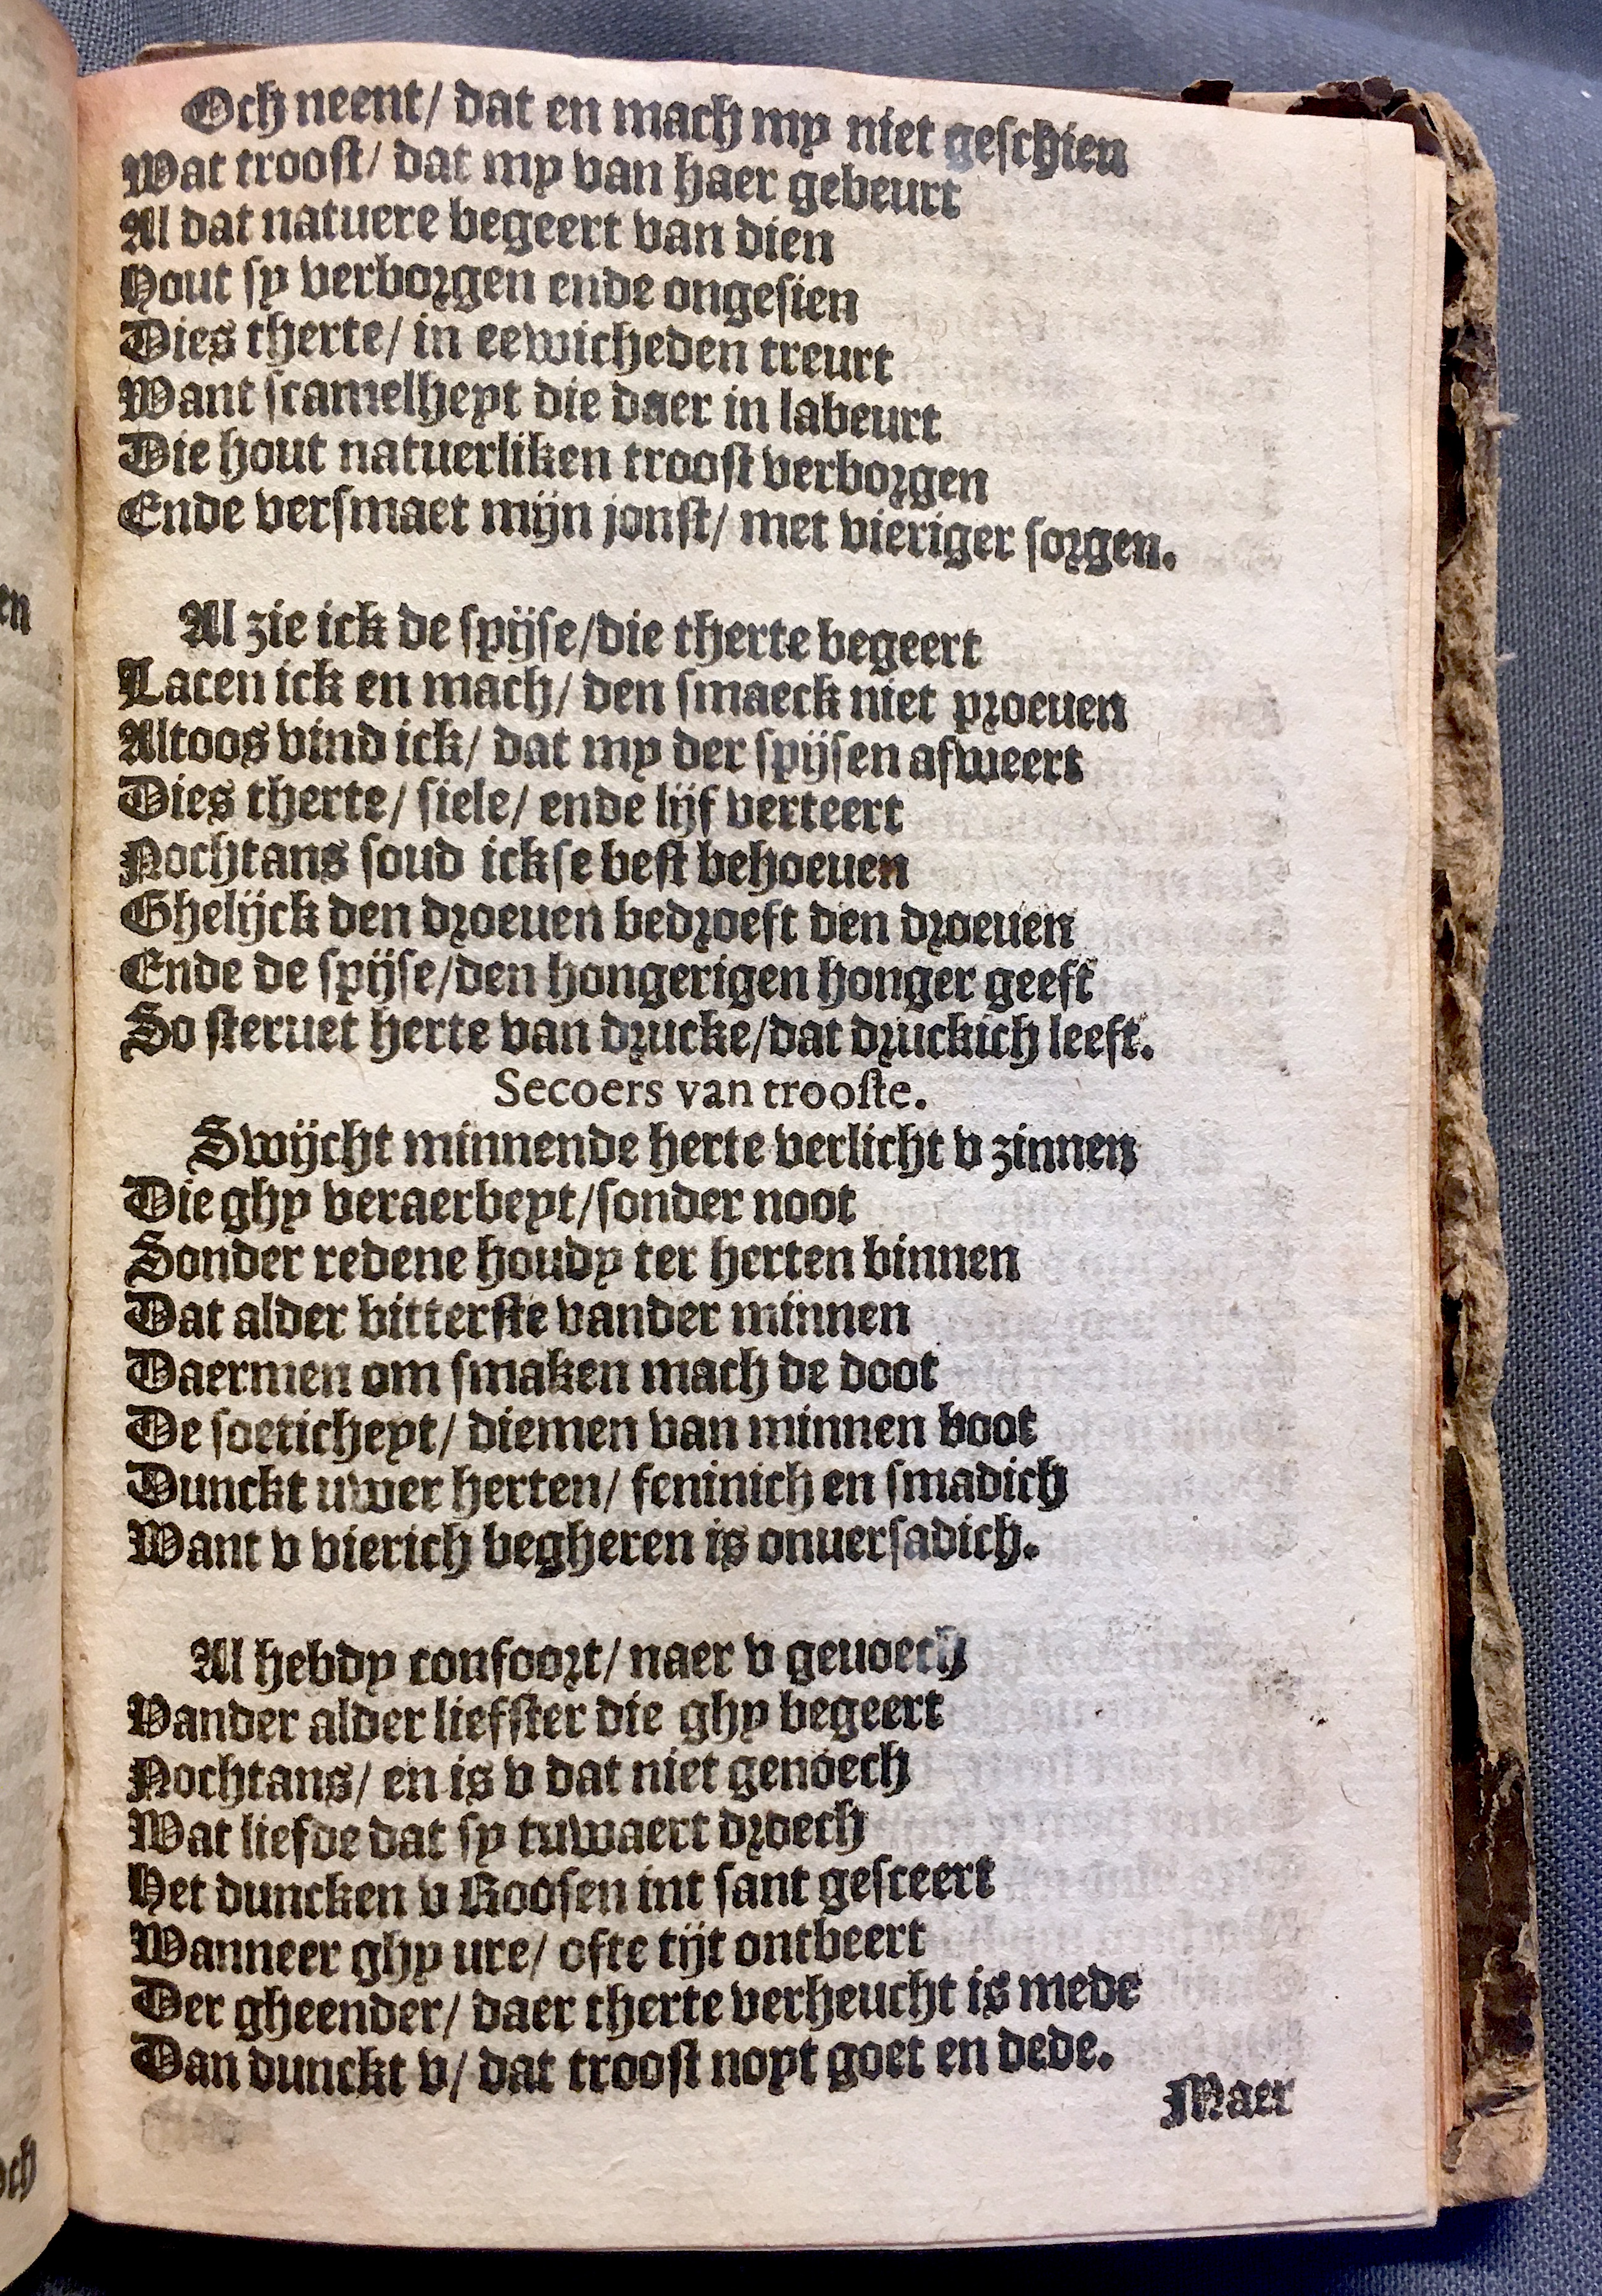 Och neent/ dat en mach my niet geschien
Wat troost/ dat my van haer gebeurt
Al dat natuere begeert van dien
Hout sy verborgen ende ongesien
Dies therte/ in eewicheden treurt
Want scamelheyt die daer in labeurt
Die hout natuerliken troost verborgen
Ende versmaet mijn jonst/ met vieriger sorgen.
Al zie ick de spijse/die therte begeert
Lacen ick en mach/ den smaeck niet proeuen
Altoos vind ick/ dat my der spijsen afweert
Dies therte/ siele/ ende lijf verteert
Nochtans soud ickse best behoeuen
Ghelijck den droeuen bedroeft den droeuen
Ende de spijse/den hongerigen honger geeft
So steruet herte van drucke/dat druckich leeft.
Secoers van trooste.
Swijcht minnende herte verlicht v zinnen
Die ghy veraerbeyt/sonder noot
Sonder redene houdy ter herten binnen
Dat alder bitterste vander minnen
Daermen om smaken mach de doot
De soeticheyt/ diemen van minnen boot
Dunckt uwer herten/ feninich en smadich
Want v vierich begheren is onuersadich.
Al hebdy confoort/ naer v geuoech
Vander alder liefster die ghy begeert
Nochtans/ en is v dat niet genoech
Wat liefde dat sy tuwaert droech
Het duncken v Roosen int sant gesceert
Wanneer ghy ure/ ofte tijt ontbeert
Der gheender/ daer therte verheucht is mede
Dan dunckt v/ dat troost noyt goet en dede.
Maer
en
och